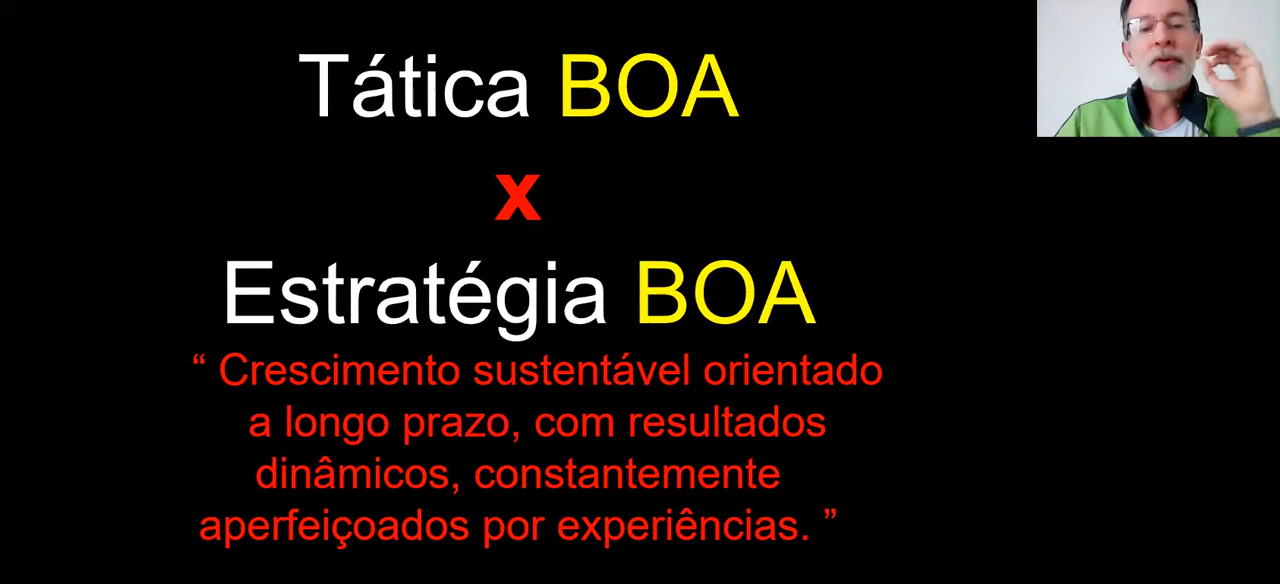 Tática BOA
x
Estratégia BOA
“ Crescimento sustentável orientado
a longo prazo, com resultados
dinâmicos, constantemente
aperfeiçoados por experiências. ”